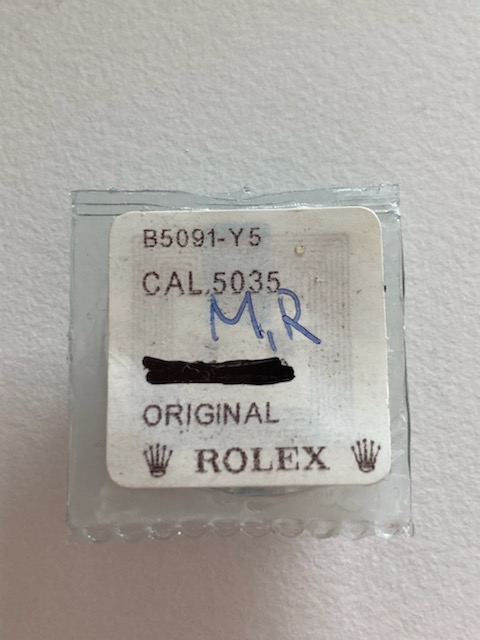 B5091-Y5
CAL.5035
M,R
ORIGINAL
ROLEX